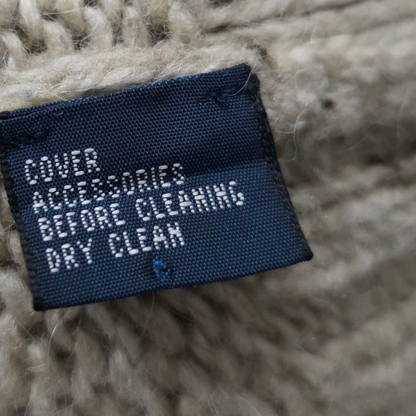 COVER
ACCESSORIES
BEFORE CLEANING
DRY CLEAN